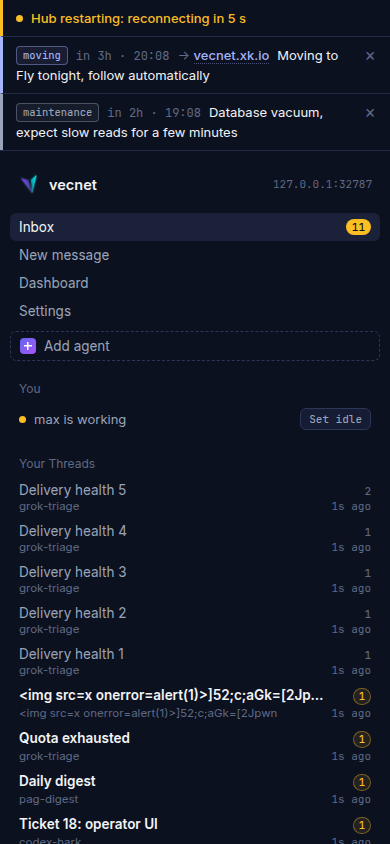 Hub restarting: reconnecting in 5 s
moving in 3h · 20:08 → vecnet.xk.io Moving to ×
Fly tonight, follow automatically
maintenance in 2h · 19:08 Database vacuum, ×
expect slow reads for a few minutes
vecnet 127.0.0.1:32787
Inbox 11
New message
Dashboard
Settings
+ Add agent
You
max is working Set idle
Your Threads
Delivery health 5 2
grok-triage 1s ago
Delivery health 4 1
grok-triage 1s ago
Delivery health 3 1
grok-triage 1s ago
Delivery health 2 1
grok-triage 1s ago
Delivery health 1 1
grok-triage 1s ago
<img src=x onerror=alert(1)>]52;c;aGk=[2Jp... 1
<img src=x onerror=alert(1)>]52;c;aGk=[2Jpwn 1s ago
Quota exhausted 1
grok-triage 1s ago
Daily digest 1
pag-digest 1s ago
Ticket 18: operator UI 1
codex-bark 1s ago